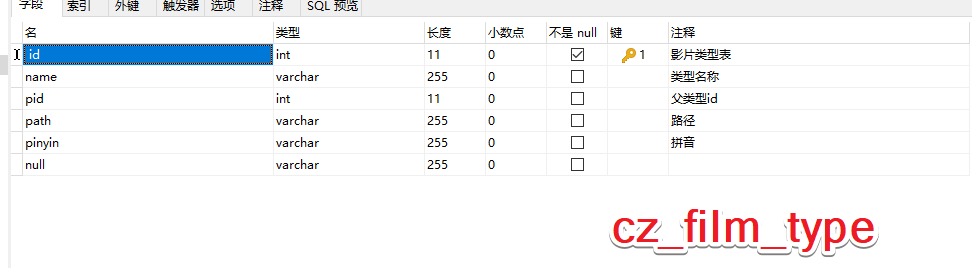 字段 索引 外键 触发器 选项 注释 SQL 预览
名 类型 长度 小数点 不是 null 键 注释
id int 11 0 1 影片类型表
name varchar 255 0 类型名称
pid int 11 0 父类型id
path varchar 255 0 路径
pinyin varchar 255 0 拼音
null varchar 255 0
cz_film_type